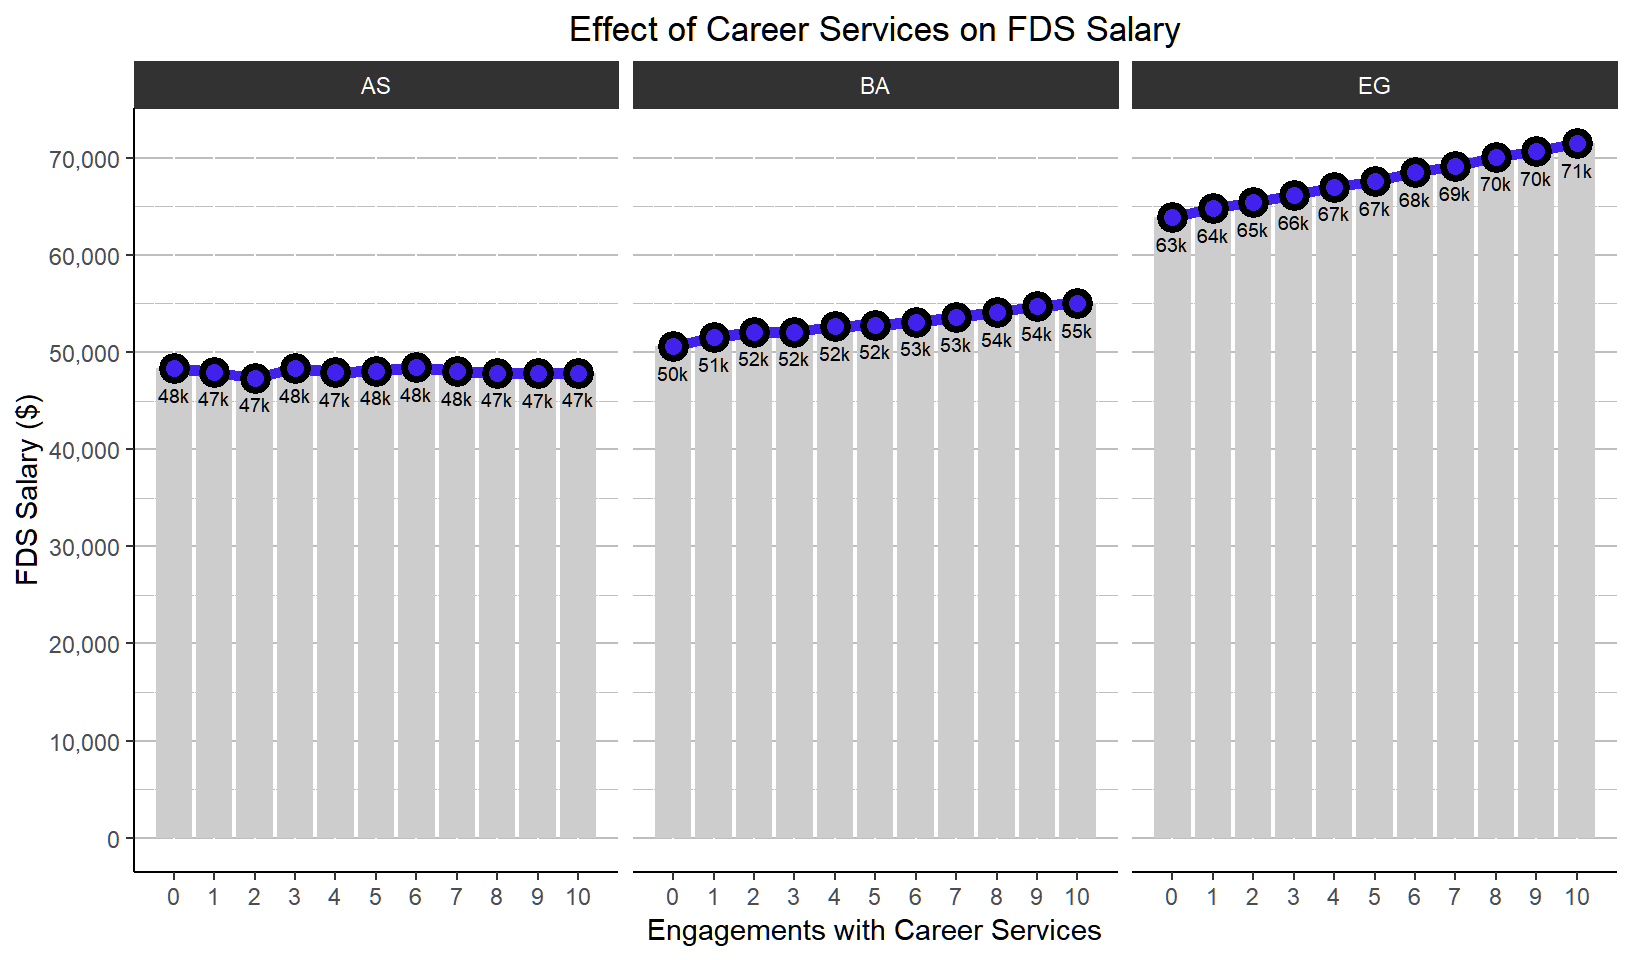 Effect of Career Services on FDS Salary
AS BA EG
70,000
60,000
50,000
40,000
30,000
20,000
10,000
0
FDS Salary ($)
48k 47k 47k 48k 47k 48k 48k 48k 47k 47k 47k
50k 51k 52k 52k 52k 52k 53k 53k 54k 54k 55k
63k 64k 65k 66k 67k 67k 68k 69k 70k 70k 71k
0 1 2 3 4 5 6 7 8 9 10
0 1 2 3 4 5 6 7 8 9 10
0 1 2 3 4 5 6 7 8 9 10
Engagements with Career Services